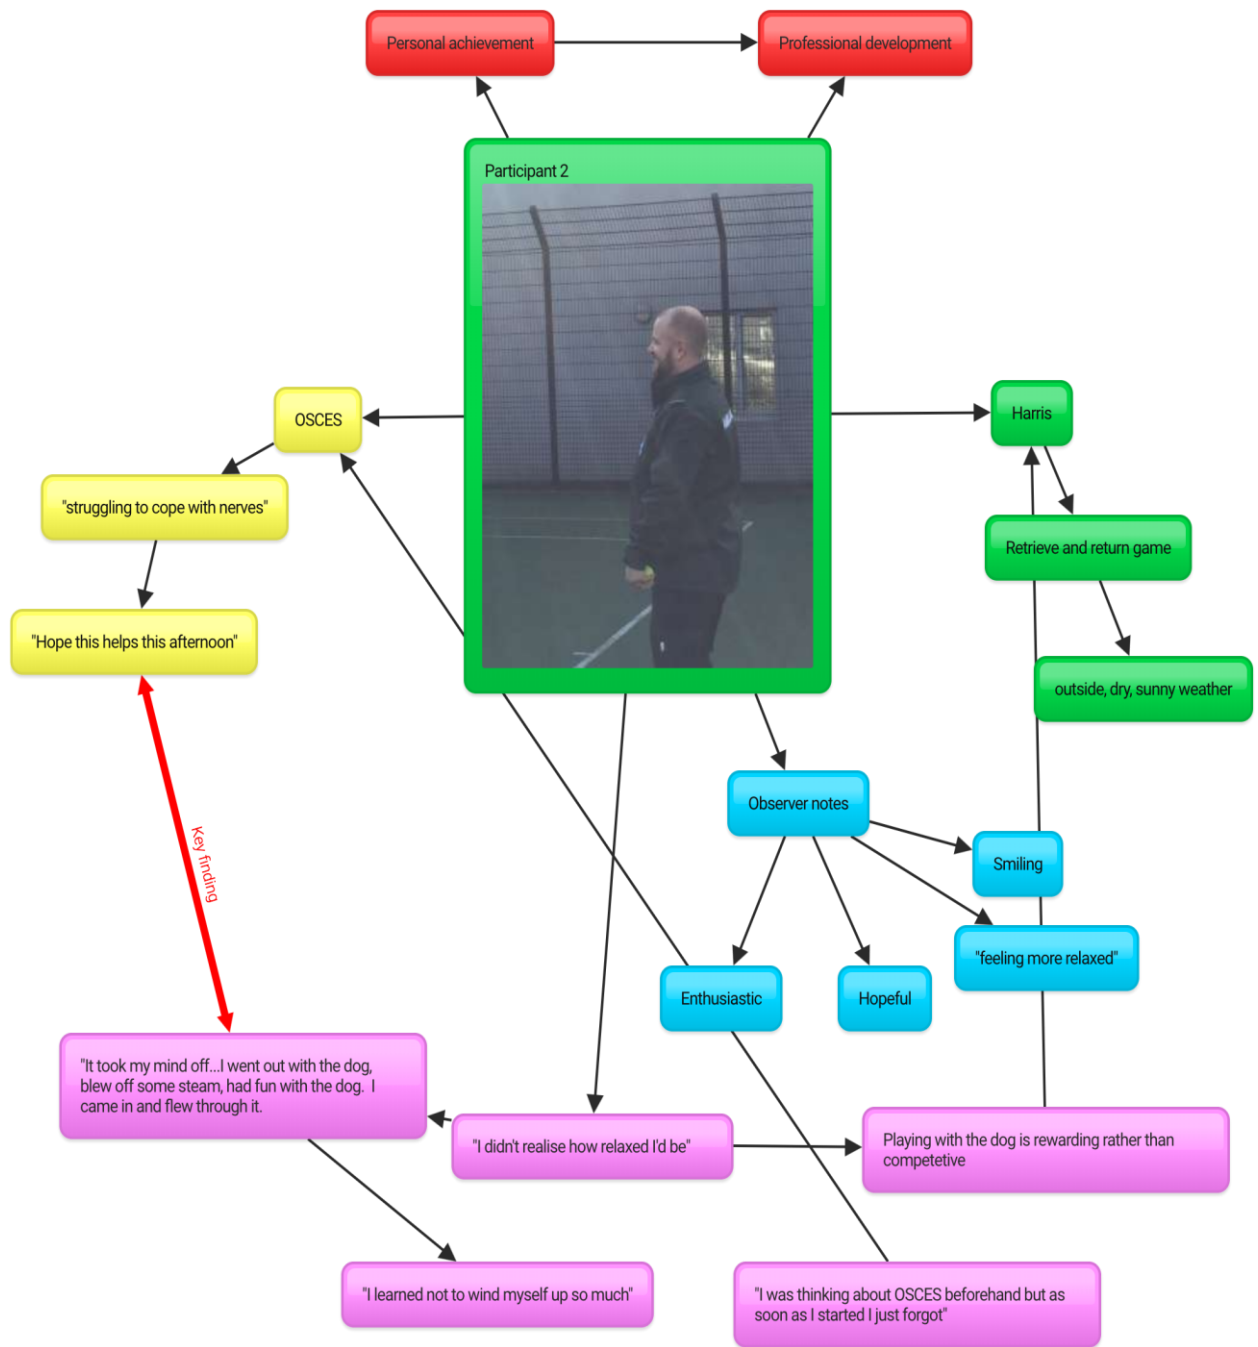 Personal achievement
Professional development
Participant 2
OSCES
Harris
"struggling to cope with nerves"
Retrieve and return game
"Hope this helps this afternoon"
outside, dry, sunny weather
Observer notes
Smiling
Key finding
"feeling more relaxed"
Enthusiastic
Hopeful
"It took my mind off...I went out with the dog,
blew off some steam, had fun with the dog. I
came in and flew through it.
"I didn't realise how relaxed I'd be"
Playing with the dog is rewarding rather than
competetive
"I learned not to wind myself up so much"
"I was thinking about OSCES beforehand but as
soon as I started I just forgot"